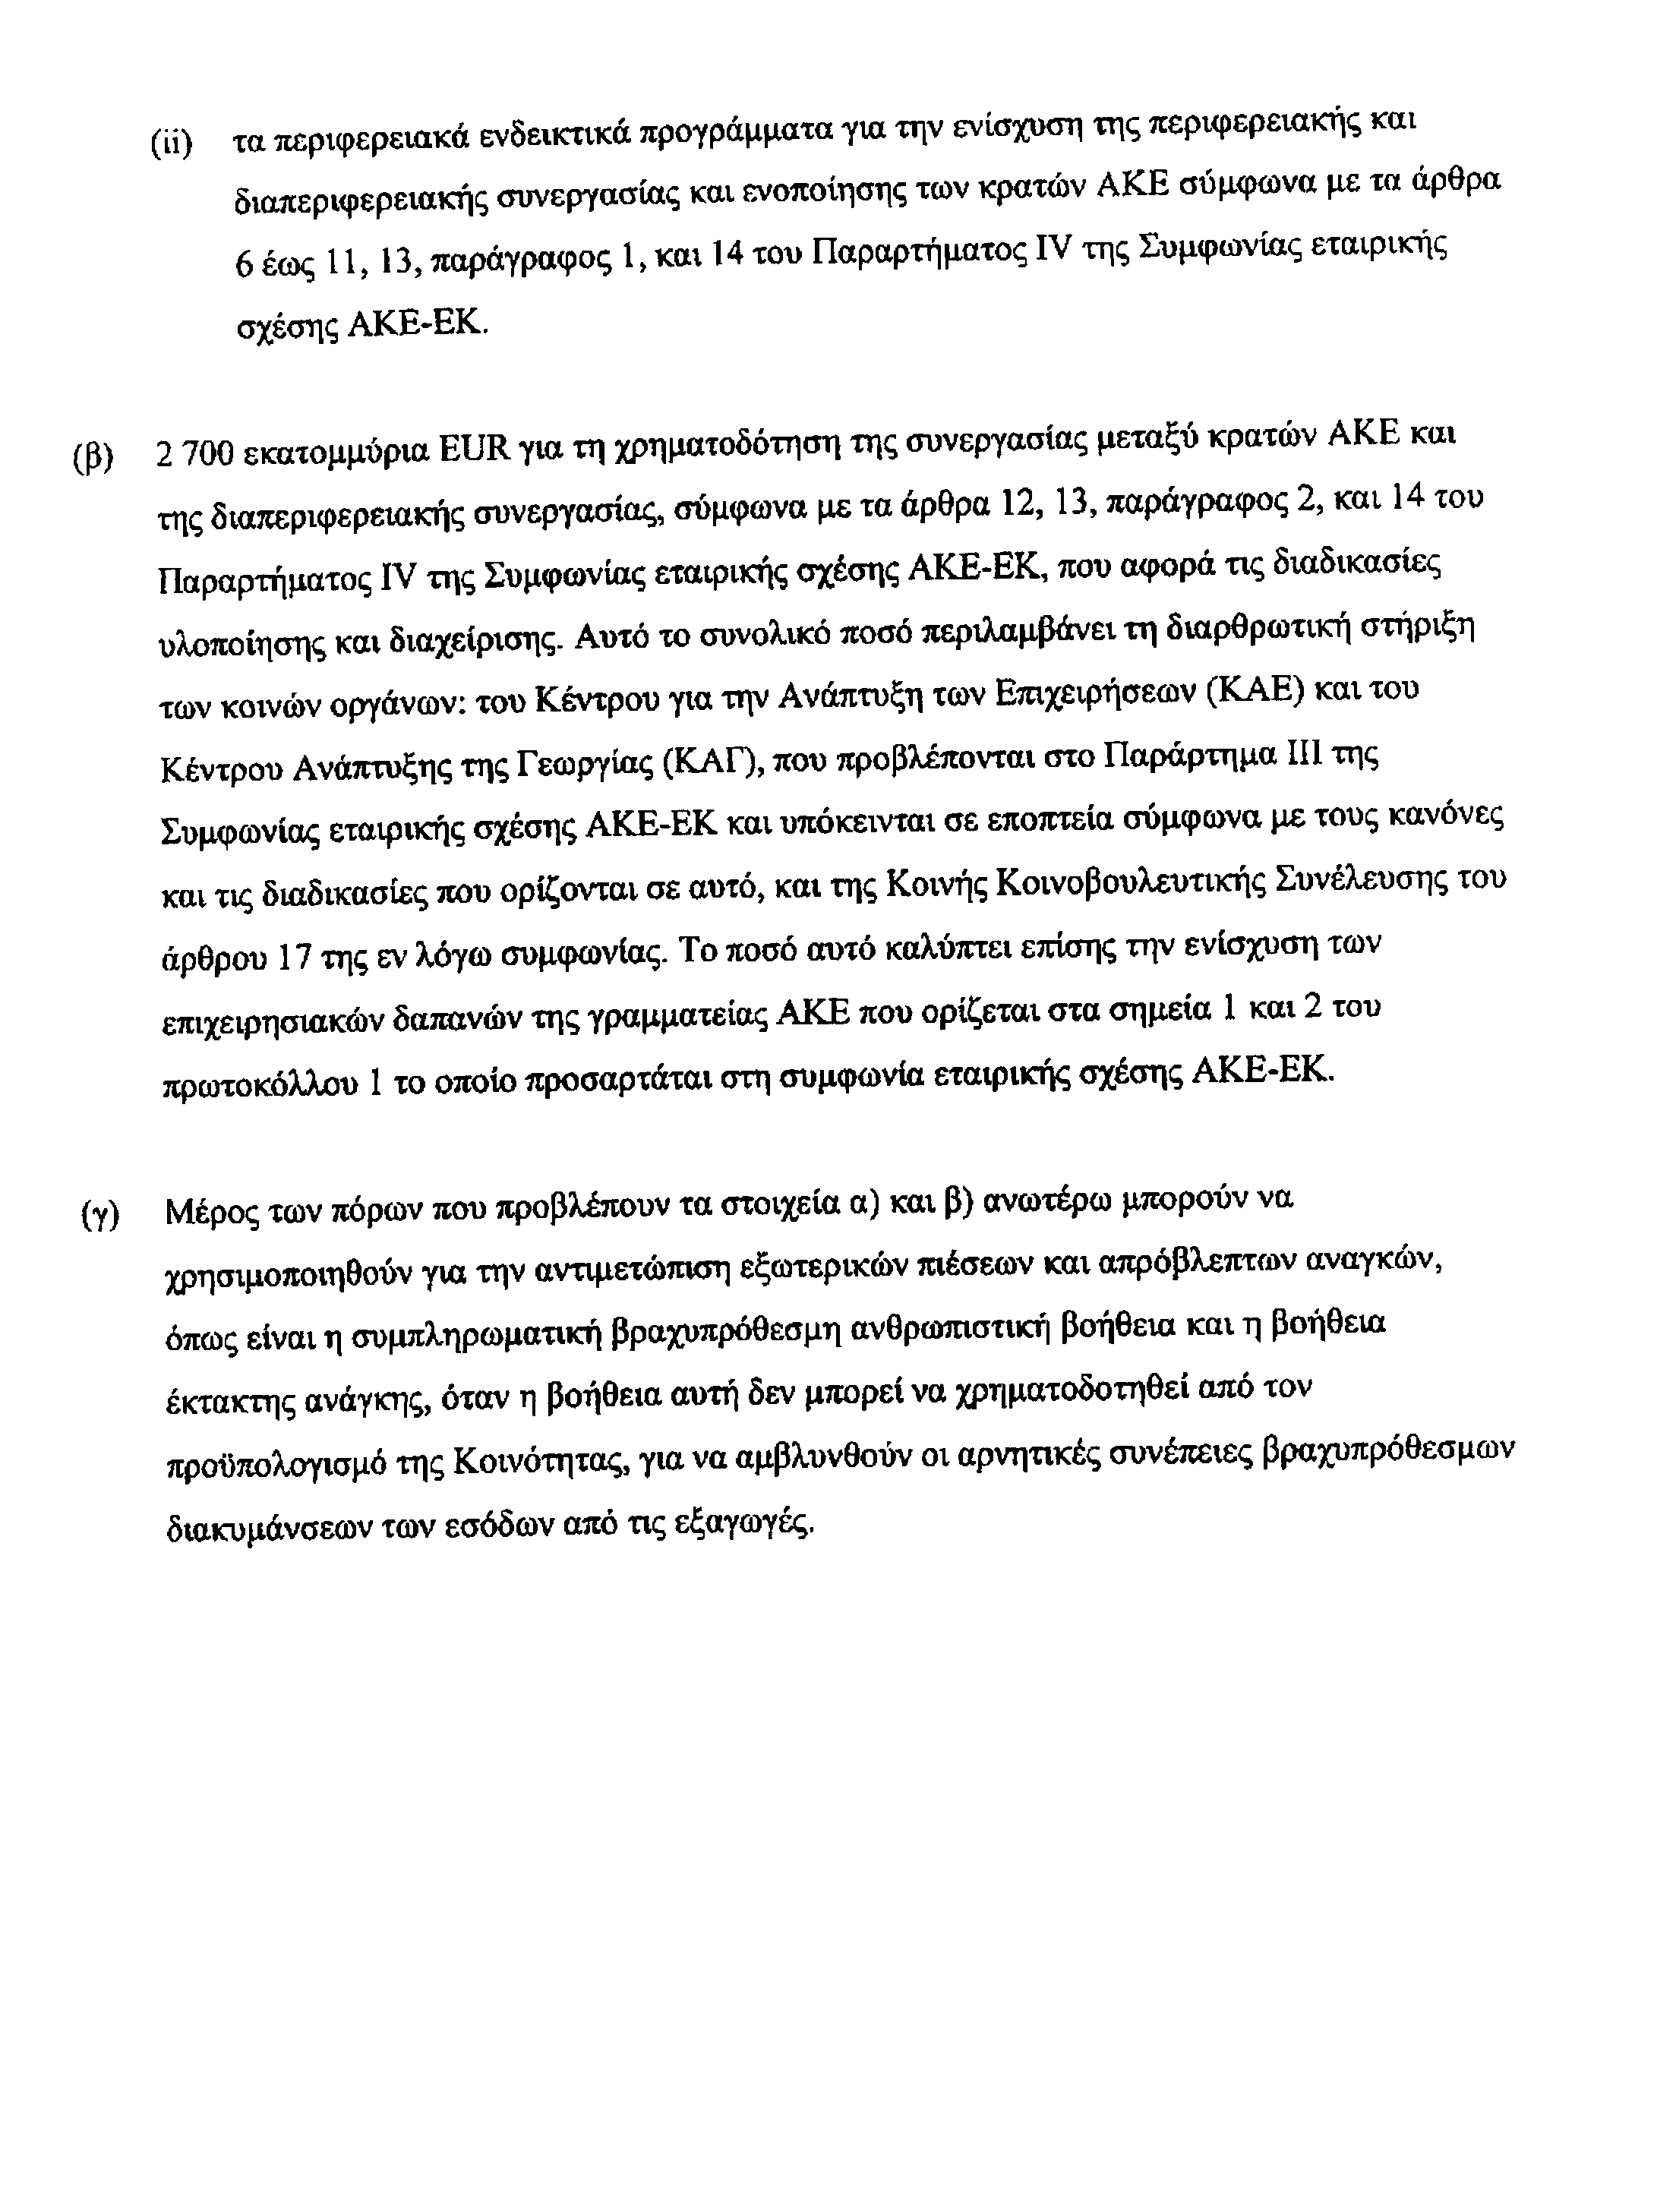 (ii) τα περιφερειακά ενδεικτικά προγράμματα για την ενίσχυση της περιφερειακής και
διαπεριφερειακής συνεργασίας και ενοποίησης των κρατών ΑΚΕ σύμφωνα με τα άρθρα
6 έως 11, 13, παράγραφος 1, και 14 του Παραρτήματος IV της Συμφωνίας εταιρικής
σχέσης ΑΚΕ-ΕΚ.
(β) 2 700 εκατομμύρια EUR για τη χρηματοδότηση της συνεργασίας μεταξύ κρατών ΑΚΕ και
της διαπεριφερειακής συνεργασίας, σύμφωνα με τα άρθρα 12, 13, παράγραφος 2, και 14 του
Παραρτήματος IV της Συμφωνίας εταιρικής σχέσης ΑΚΕ-ΕΚ, που αφορά τις διαδικασίες
υλοποίησης και διαχείρισης. Αυτό το συνολικό ποσό περιλαμβάνει τη διαρθρωτική στήριξη
των κοινών οργάνων: του Κέντρου για την Ανάπτυξη των Επιχειρήσεων (ΚΑΕ) και του
Κέντρου Ανάπτυξης της Γεωργίας (ΚΑΓ), που προβλέπονται στο Παράρτημα III της
Συμφωνίας εταιρικής σχέσης ΑΚΕ-ΕΚ και υπόκεινται σε εποπτεία σύμφωνα με τους κανόνες
και τις διαδικασίες που ορίζονται σε αυτό, και της Κοινής Κοινοβουλευτικής Συνέλευσης του
άρθρου 17 της εν λόγω συμφωνίας. Το ποσό αυτό καλύπτει επίσης την ενίσχυση των
επιχειρησιακών δαπανών της γραμματείας ΑΚΕ που ορίζεται στα σημεία 1 και 2 του
πρωτοκόλλου 1 το οποίο προσαρτάται στη συμφωνία εταιρικής σχέσης ΑΚΕ-ΕΚ.
(γ) Μέρος των πόρων που προβλέπουν τα στοιχεία α) και β) ανωτέρω μπορούν να
χρησιμοποιηθούν για την αντιμετώπιση εξωτερικών πιέσεων και απρόβλεπτων αναγκών,
όπως είναι η συμπληρωματική βραχυπρόθεσμη ανθρωπιστική βοήθεια και η βοήθεια
έκτακτης ανάγκης, όταν η βοήθεια αυτή δεν μπορεί να χρηματοδοτηθεί από τον
προϋπολογισμό της Κοινότητας, για να αμβλυνθούν οι αρνητικές συνέπειες βραχυπρόθεσμων
διακυμάνσεων των εσόδων από τις εξαγωγές.